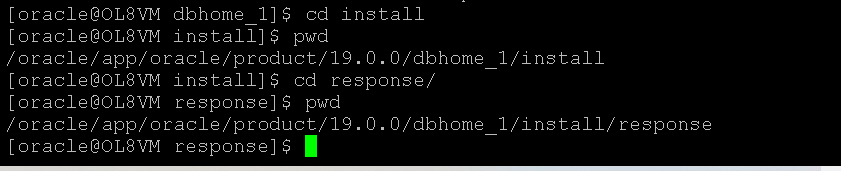 [oracle@OL8VM dbhome_1]$ cd install
[oracle@OL8VM install]$ pwd
/oracle/app/oracle/product/19.0.0/dbhome_1/install
[oracle@OL8VM install]$ cd response/
[oracle@OL8VM response]$ pwd
/oracle/app/oracle/product/19.0.0/dbhome_1/install/response
[oracle@OL8VM response]$